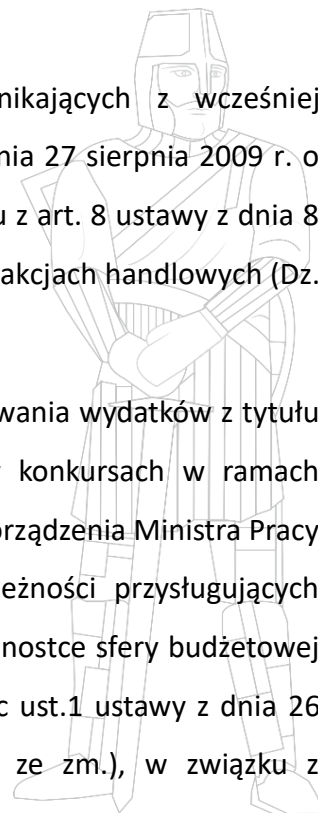 nikających z wcześniej
nia 27 sierpnia 2009 r. o
u z art. 8 ustawy z dnia 8
akcjach handlowych (Dz.
wania wydatków z tytułu
konkursach w ramach
orządzenia Ministra Pracy
eżności przysługujących
nostce sfery budżetowej
c ust.1 ustawy z dnia 26
ze zm.), w związku z